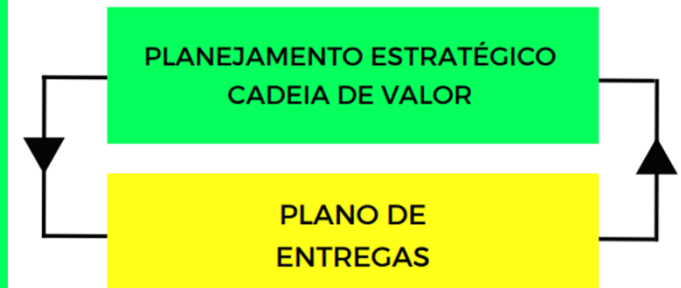 PLANEJAMENTO ESTRATÉGICO
CADEIA DE VALOR
PLANO DE
ENTREGAS